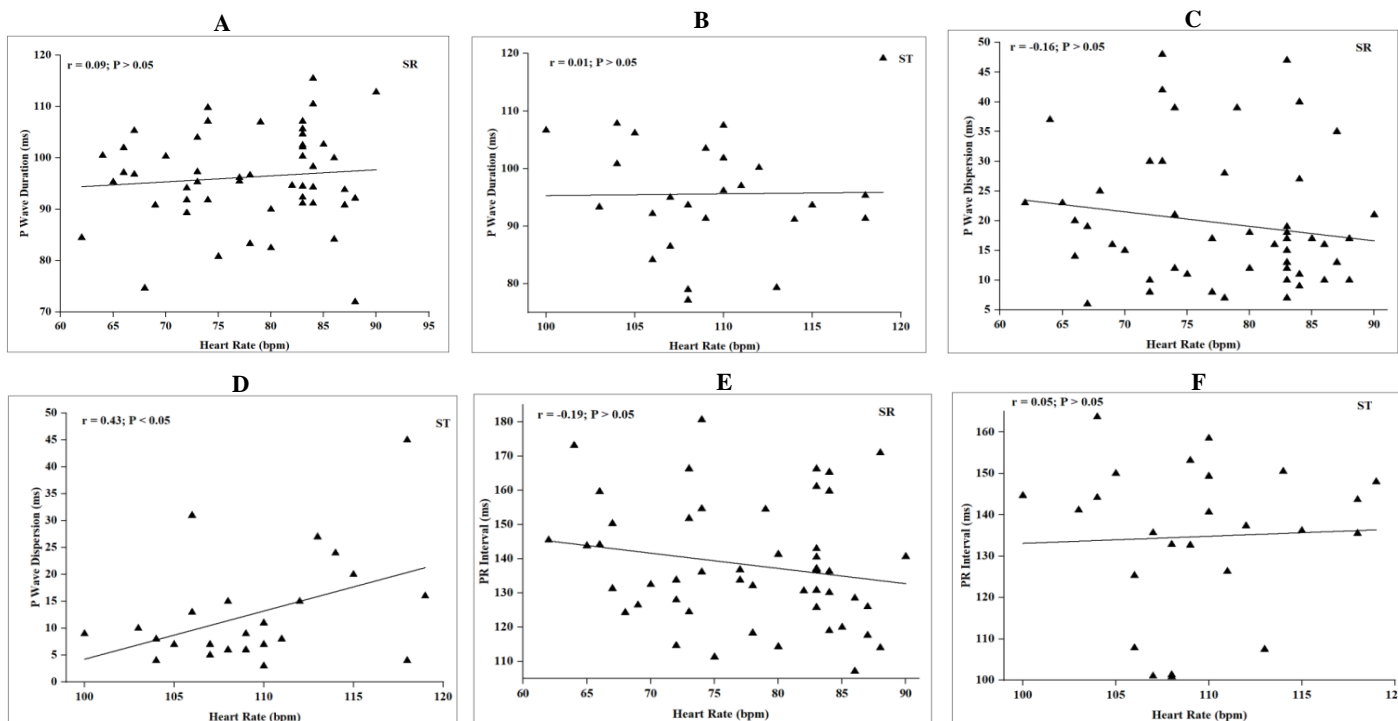 A
r = 0.09; P > 0.05
SR
120
110
100
90
80
70
P Wave Duration (ms)
60 65 70 75 80 85 90 95
Heart Rate (bpm)
B
r = 0.01; P > 0.05
ST
120
110
100
90
80
P Wave Duration (ms)
100 105 110 115 120
Heart Rate (bpm)
C
r = -0.16; P > 0.05
SR
50
45
40
35
30
25
20
15
10
5
P Wave Dispersion (ms)
60 65 70 75 80 85 90
Heart Rate (bpm)
D
r = 0.43; P < 0.05
ST
50
45
40
35
30
25
20
15
10
5
0
P Wave Dispersion (ms)
100 105 110 115 120
Heart Rate (bpm)
E
r = -0.19; P > 0.05
SR
180
170
160
150
140
130
120
110
PR Interval (ms)
60 65 70 75 80 85 90
Heart Rate (bpm)
F
r = 0.05; P > 0.05
ST
160
150
140
130
120
110
PR Interval (ms)
100 105 110 115
Heart Rate (bpm)